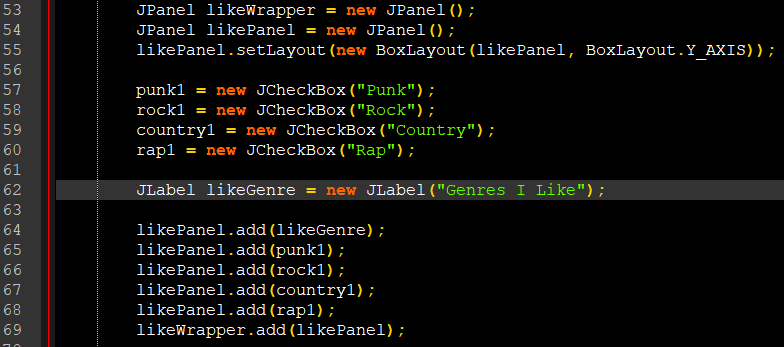 53 JPanel likeWrapper = new JPanel();
54 JPanel likePanel = new JPanel();
55 likePanel.setLayout(new BoxLayout(likePanel, BoxLayout.Y_AXIS));
56
57 punk1 = new JCheckBox("Punk");
58 rock1 = new JCheckBox("Rock");
59 country1 = new JCheckBox("Country");
60 rap1 = new JCheckBox("Rap");
61
62 JLabel likeGenre = new JLabel("Genres I Like");
63
64 likePanel.add(likeGenre);
65 likePanel.add(punk1);
66 likePanel.add(rock1);
67 likePanel.add(country1);
68 likePanel.add(rap1);
69 likeWrapper.add(likePanel);